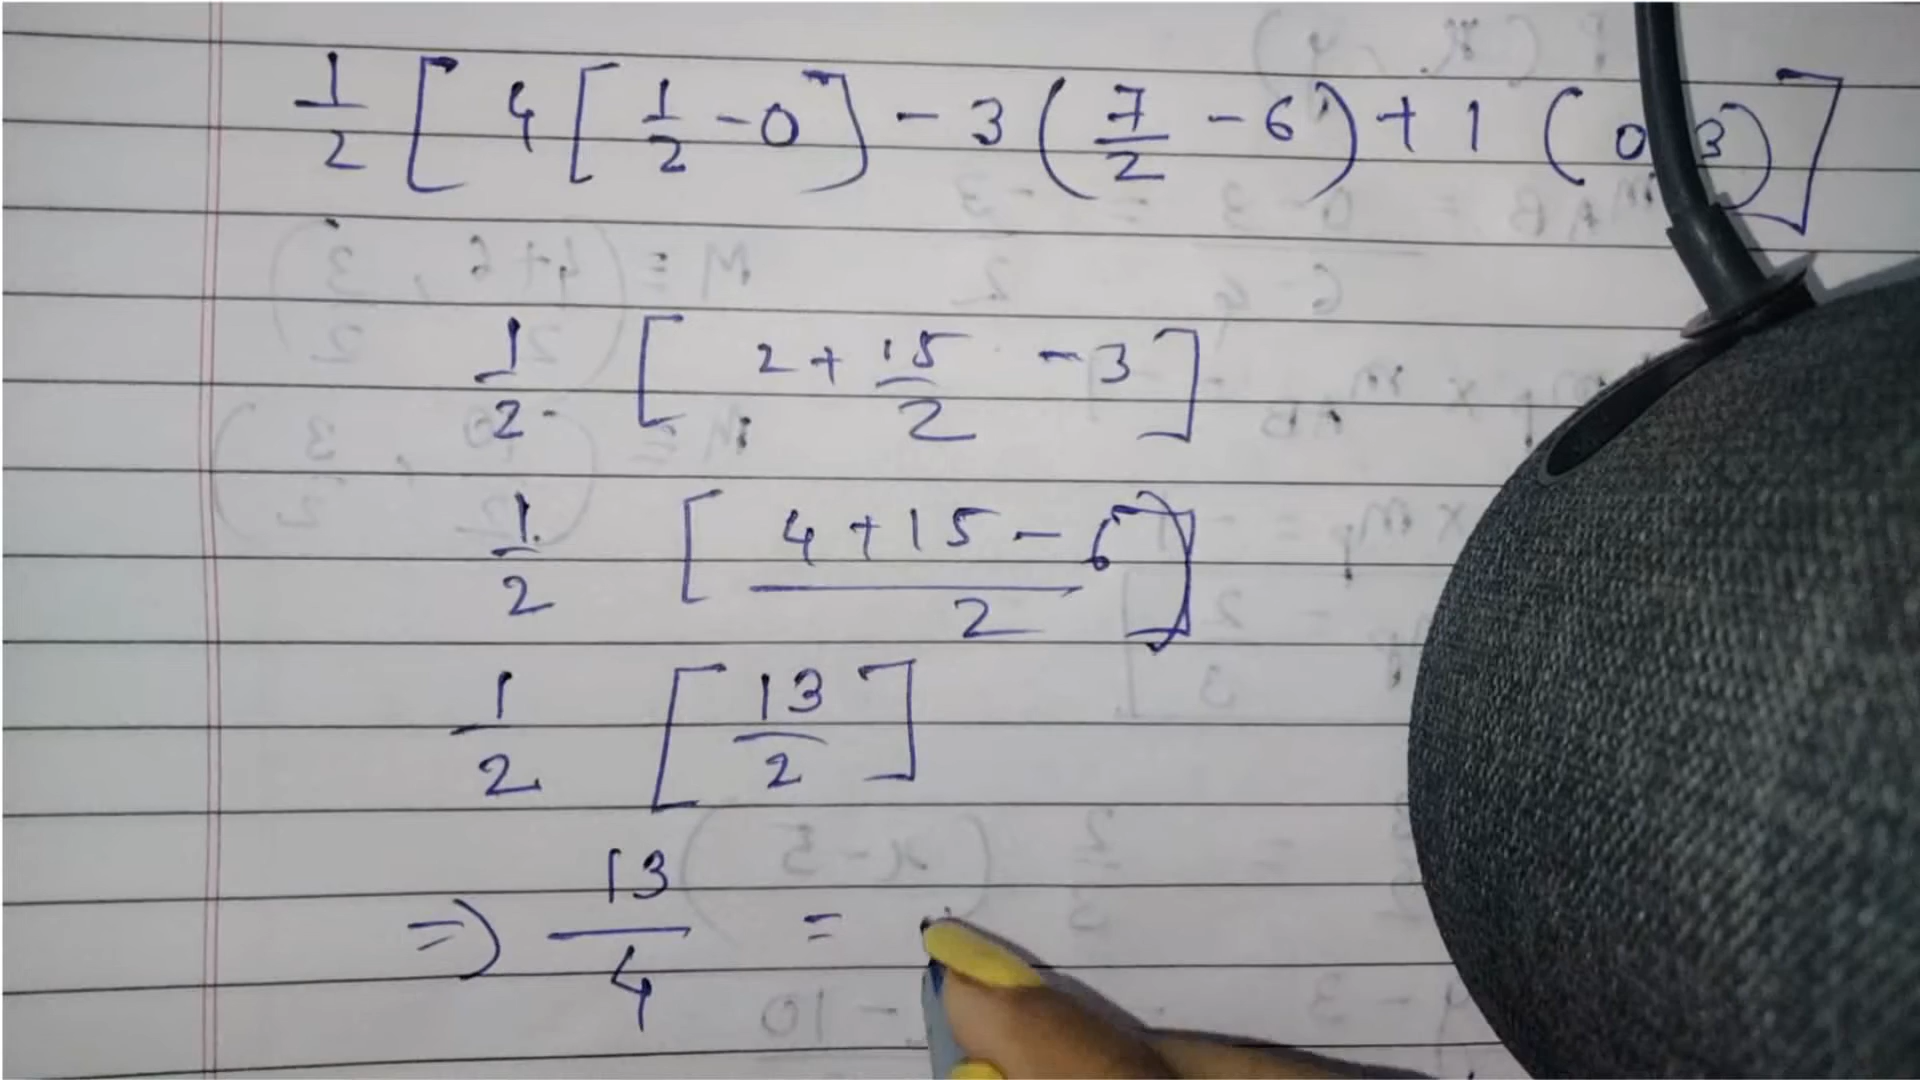 1/2 [ 4 [ 1/2 - 0 ] - 3 ( 7/2 - 6 ) + 1 ( 0 3 ) ]
1/2 [ 2 + 15/2 - 3 ]
1/2 [ (4 + 15 - 6)/2 ]
1/2 [ 13/2 ]
⇒ 13/4 =